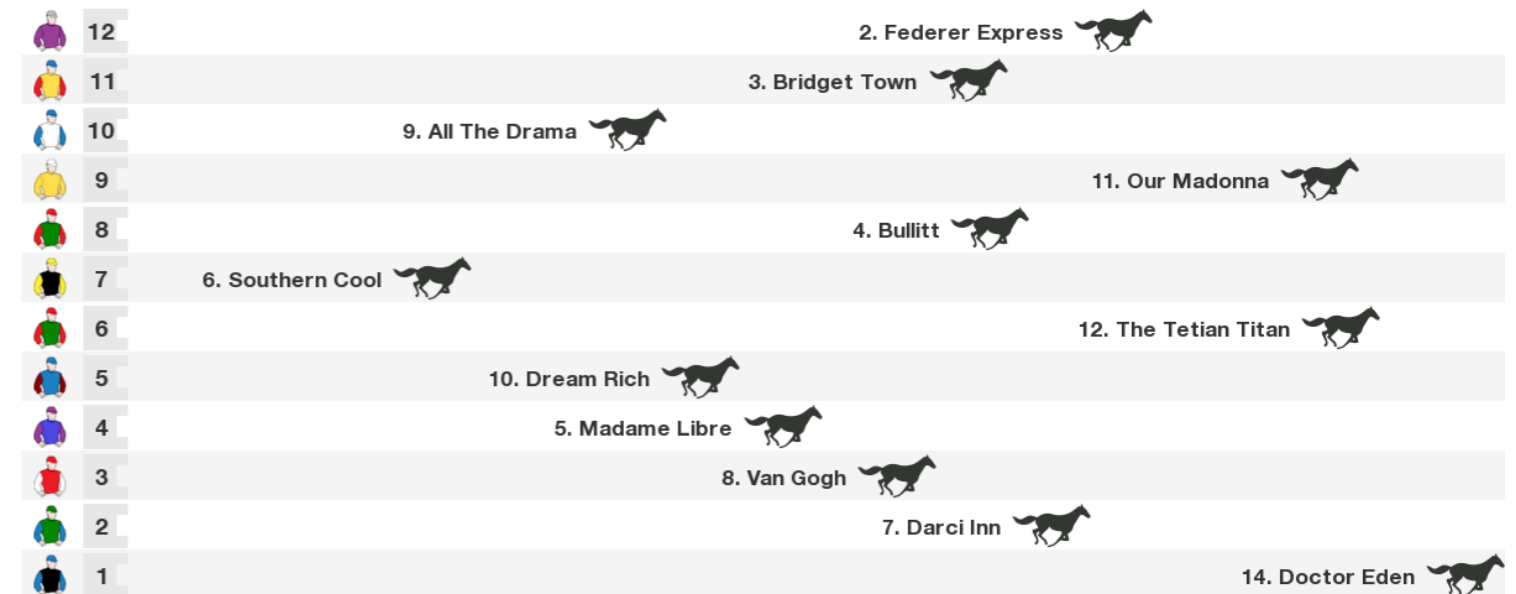 12 2. Federer Express
11 3. Bridget Town
10 9. All The Drama
9 11. Our Madonna
8 4. Bullitt
7 6. Southern Cool
6 12. The Tetian Titan
5 10. Dream Rich
4 5. Madame Libre
3 8. Van Gogh
2 7. Darci Inn
1 14. Doctor Eden